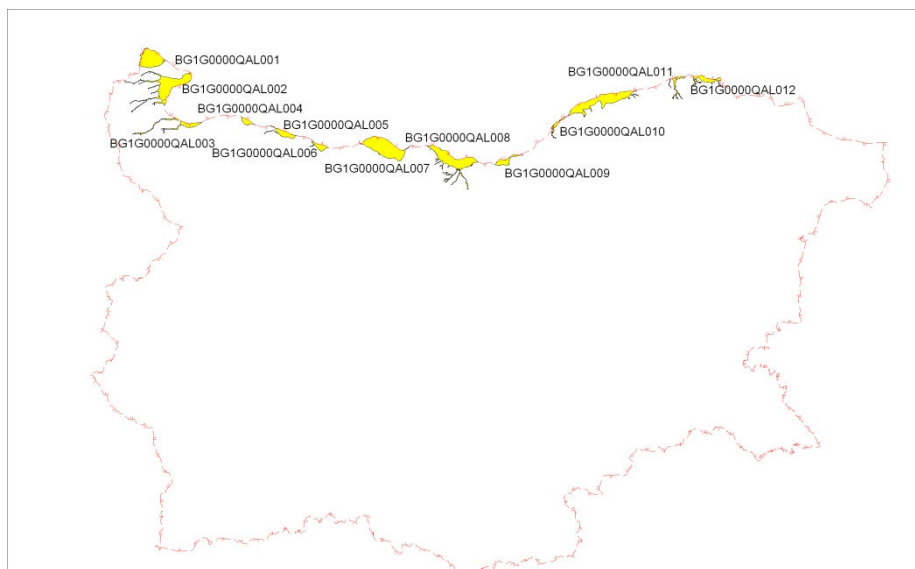 BG1G0000QAL001
BG1G0000QAL002
BG1G0000QAL003
BG1G0000QAL004
BG1G0000QAL005
BG1G0000QAL006
BG1G0000QAL007
BG1G0000QAL008
BG1G0000QAL009
BG1G0000QAL010
BG1G0000QAL011
BG1G0000QAL012